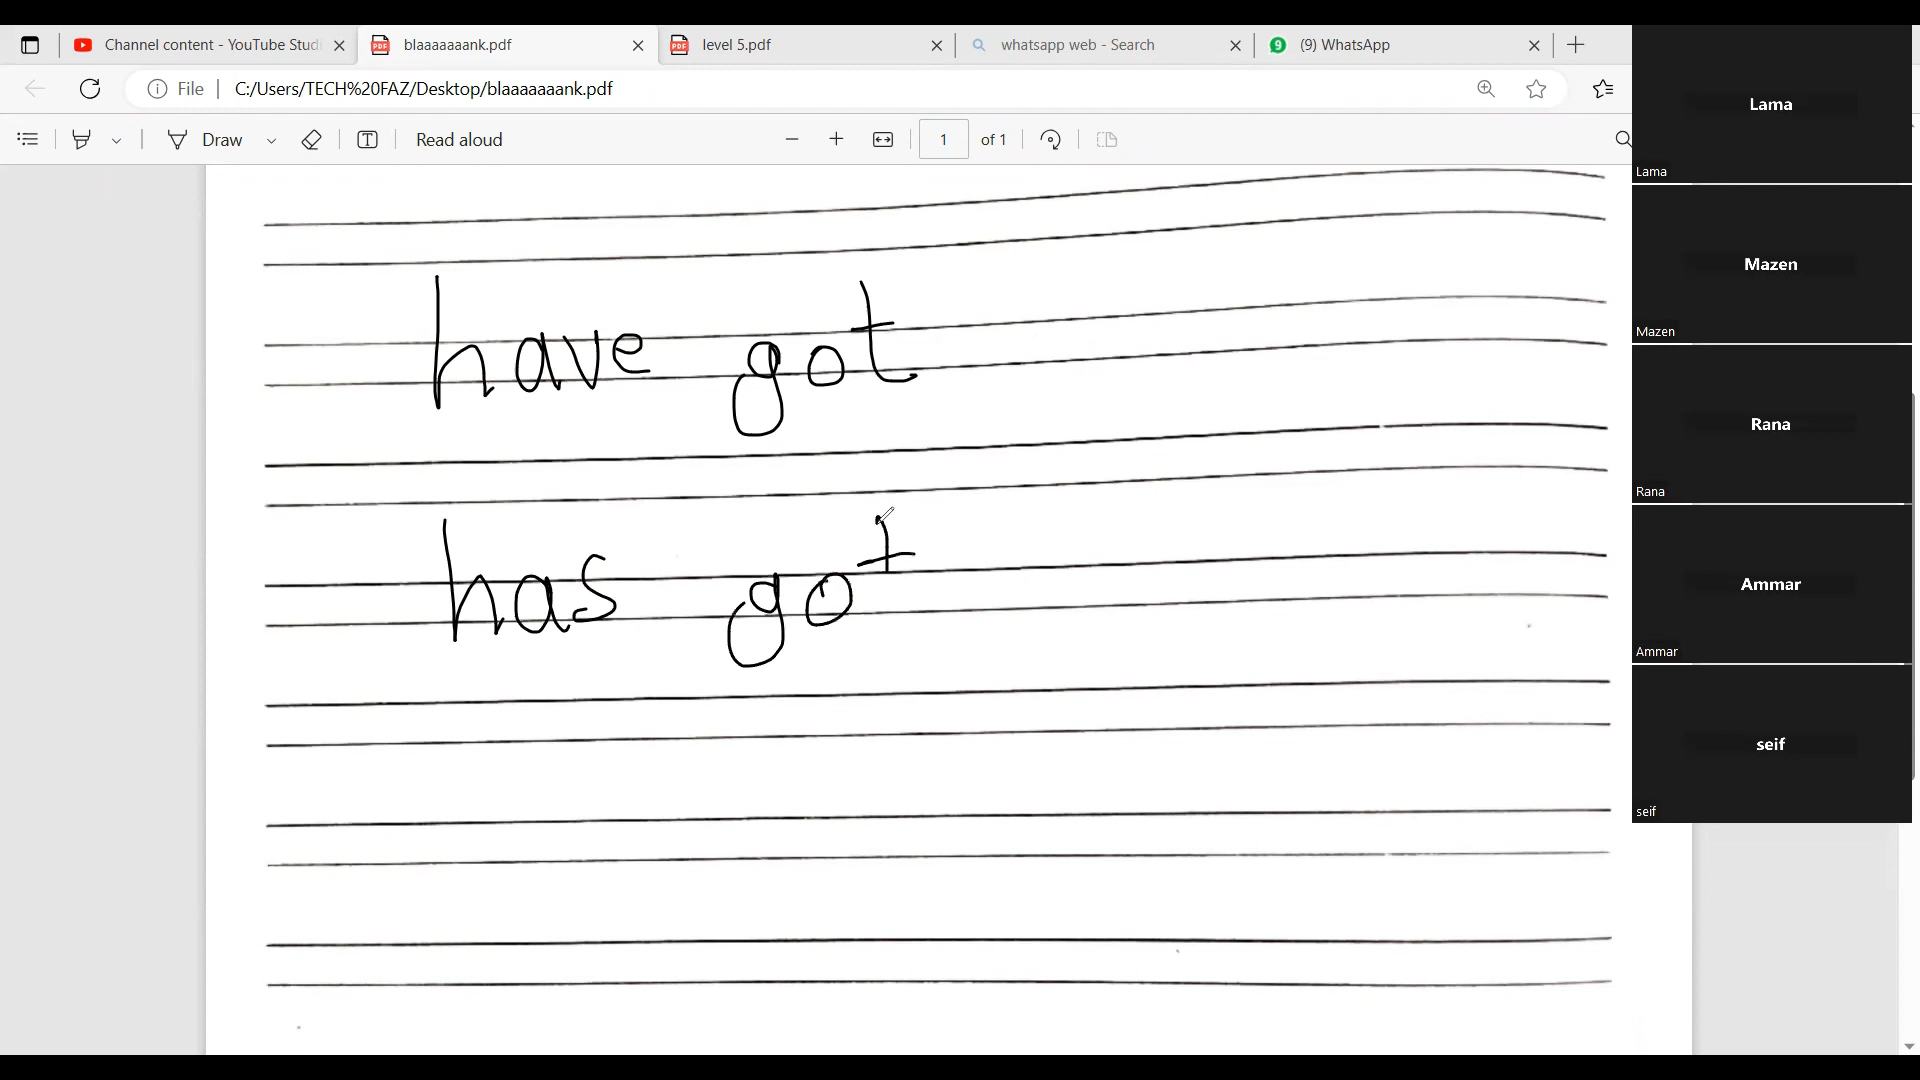 Channel content - YouTube Studi
blaaaaaaank.pdf
level 5.pdf
whatsapp web - Search
9
(9) WhatsApp
File
C:/Users/TECH%20FAZ/Desktop/blaaaaaaank.pdf
Draw
Read aloud
1
of 1
have got
has got
Lama
Lama
Mazen
Mazen
Rana
Rana
Ammar
Ammar
seif
seif